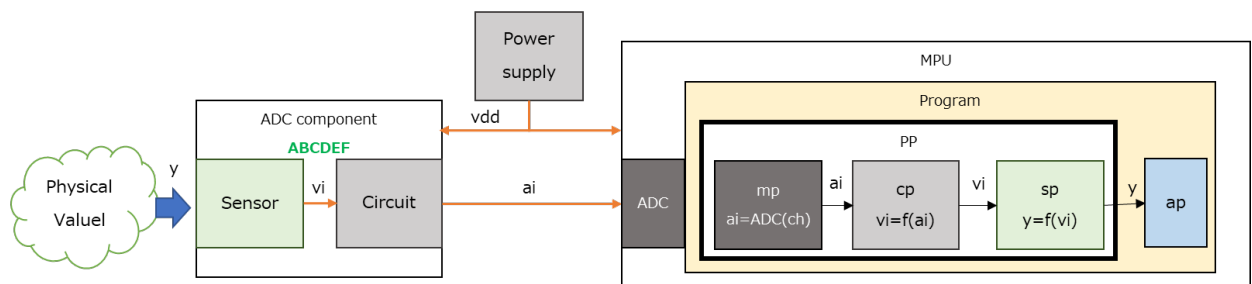 Power
supply
MPU
Program
ADC component
vdd
ABCDEF
PP
y
Physical
Valuel
Sensor
vi
Circuit
ai
ADC
mp
ai=ADC(ch)
ai
cp
vi=f(ai)
vi
sp
y=f(vi)
y
ap